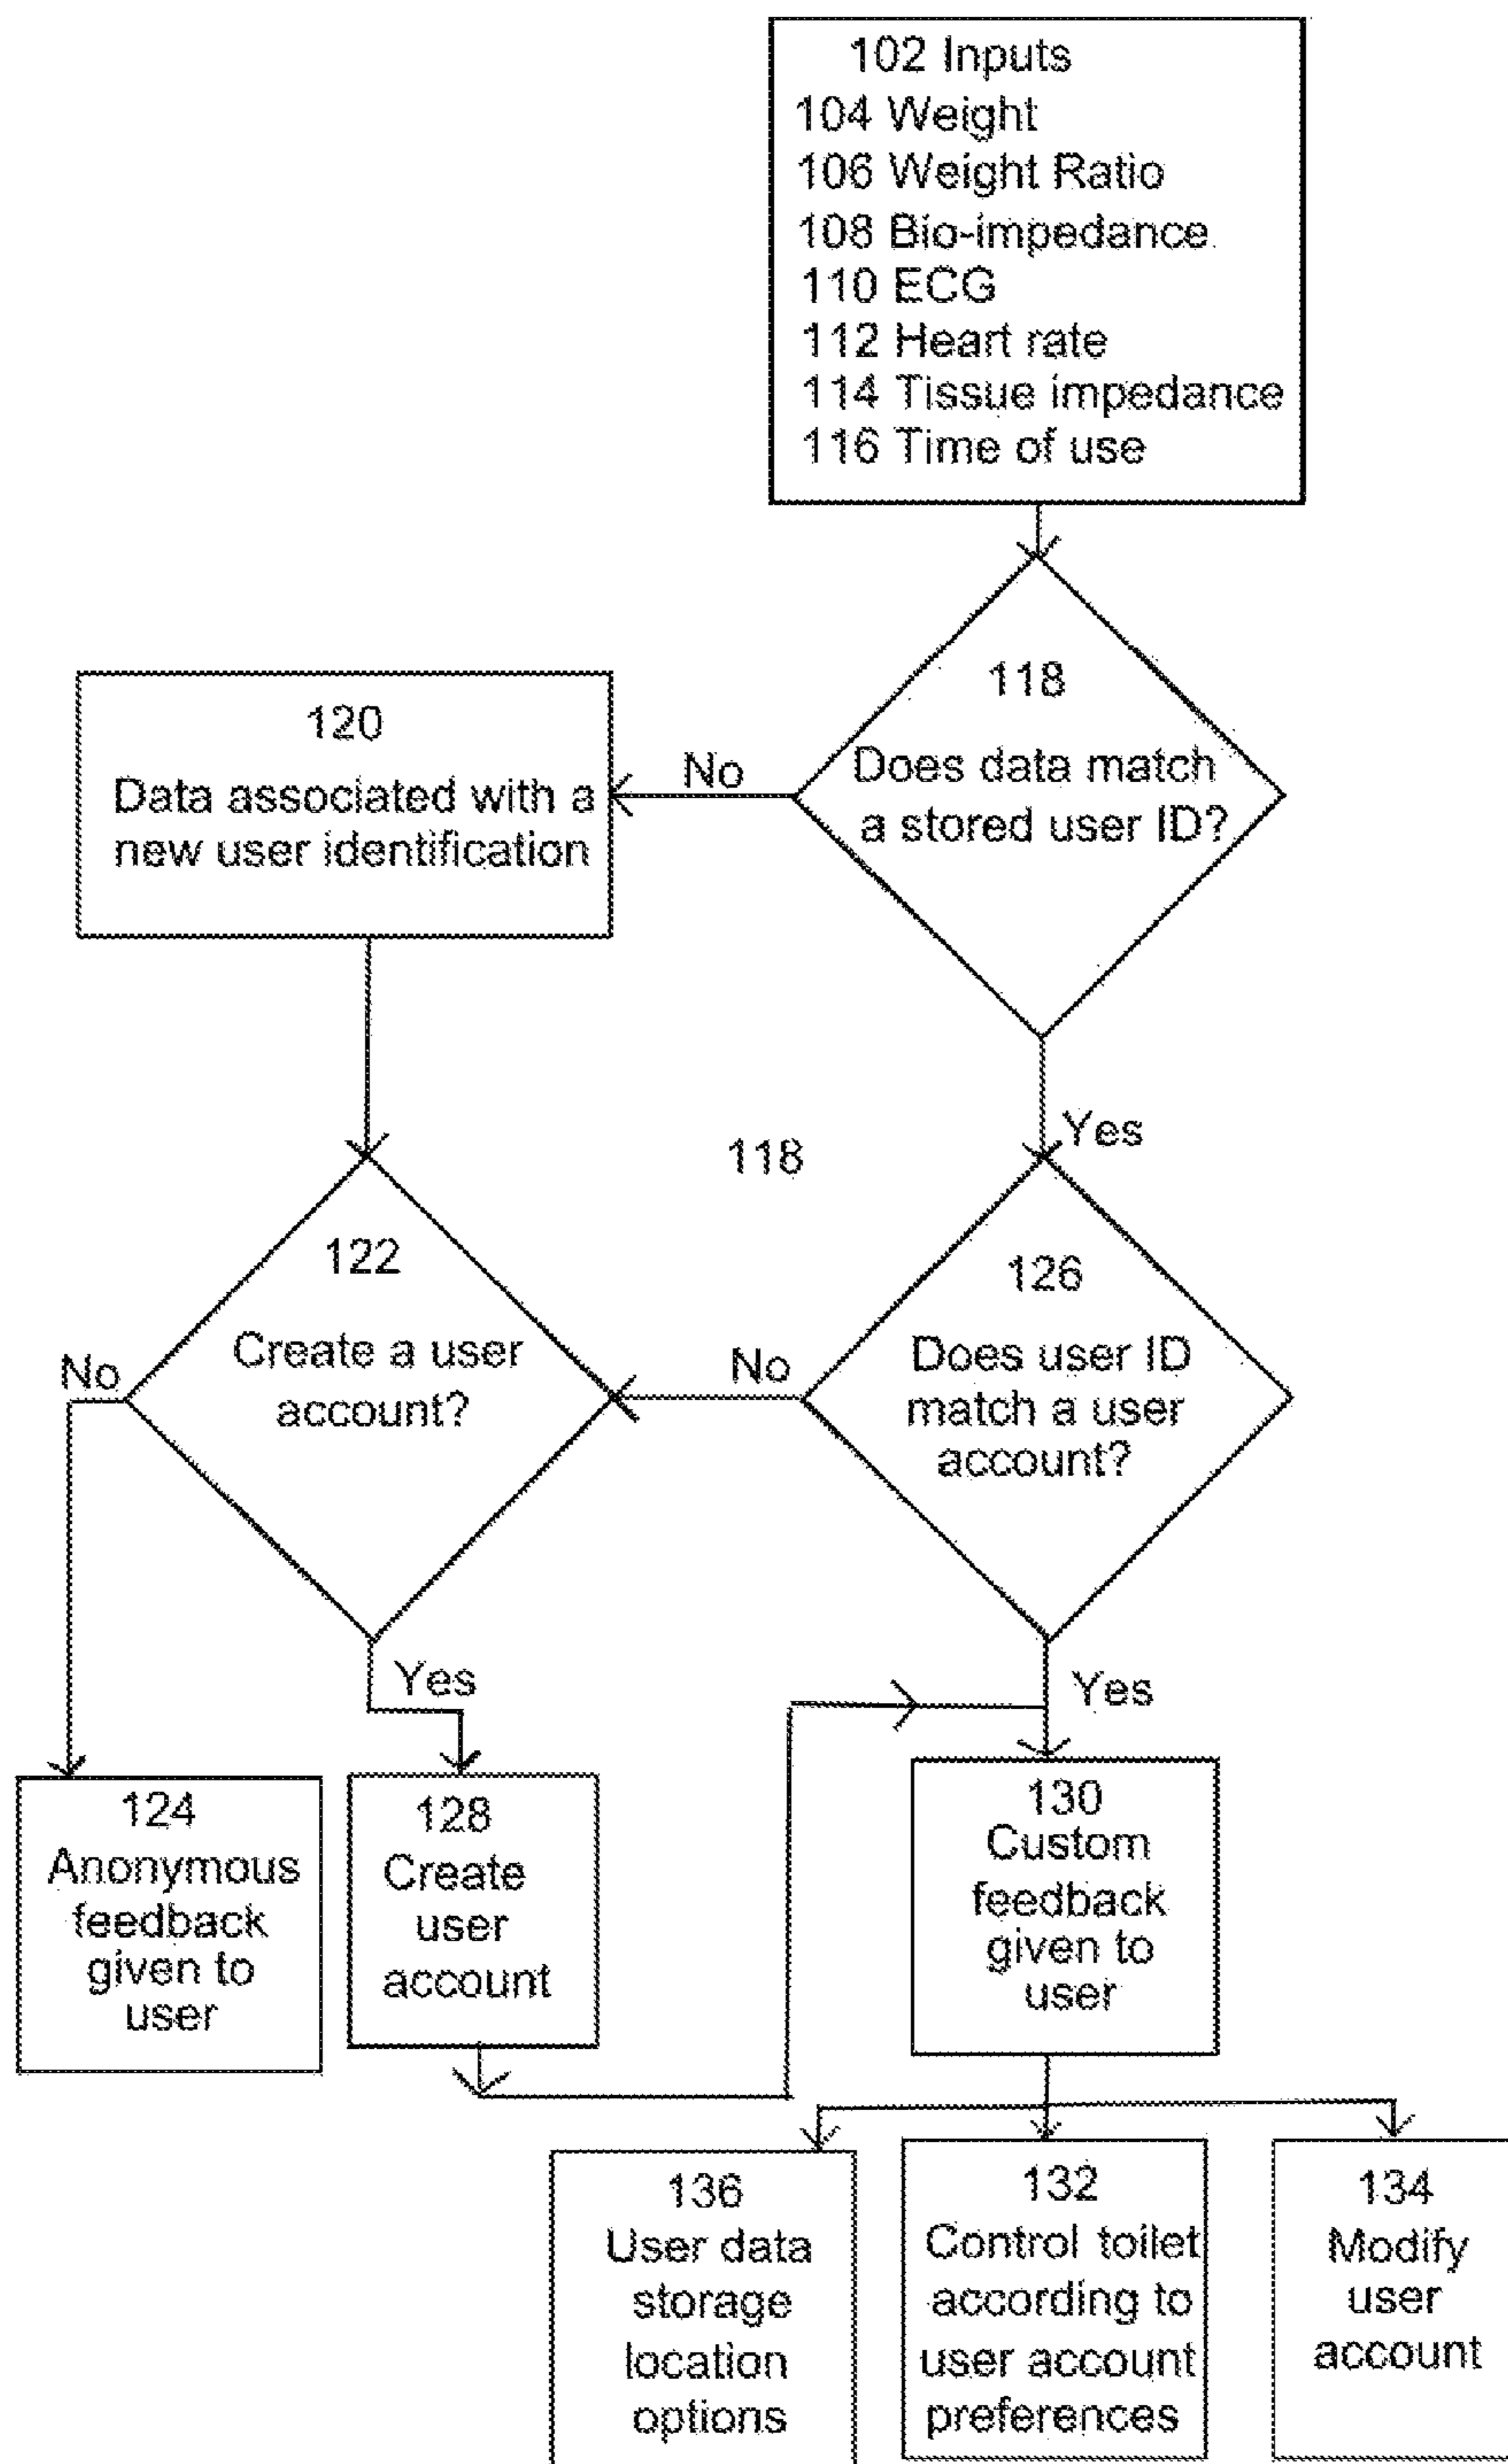 102 Inputs
104 Weight
106 Weight Ratio
108 Bio-impedance
110 ECG
112 Heart rate
114 Tissue impedance
116 Time of use
118
Does data match
a stored user ID?
No
120
Data associated with a
new user identification
Yes
118
122
Create a user
account?
No
126
Does user ID
match a user
account?
No
Yes
Yes
124
Anonymous
feedback
given to
user
128
Create
user
account
130
Custom
feedback
given to
user
136
User data
storage
location
options
132
Control toilet
according to
user account
preferences
134
Modify
user
account